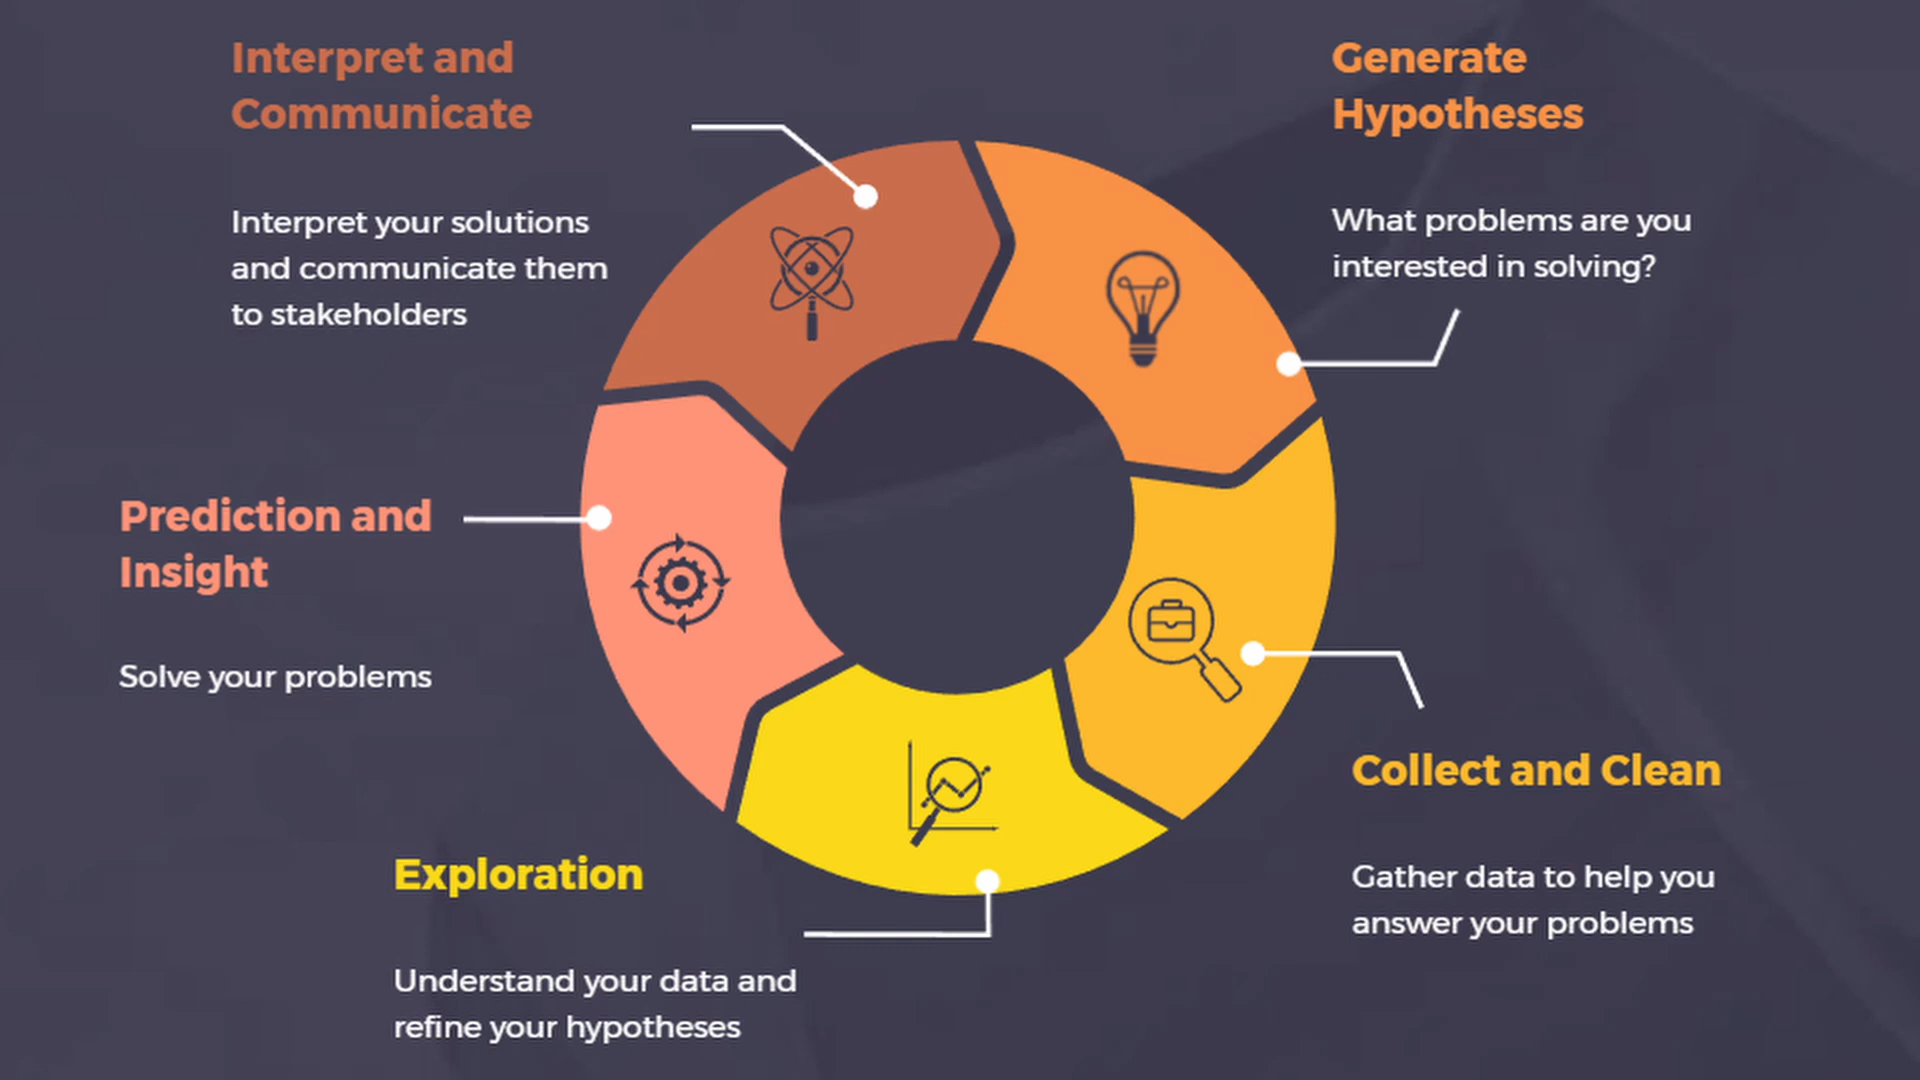 Interpret and
Communicate
Interpret your solutions
and communicate them
to stakeholders
Generate
Hypotheses
What problems are you
interested in solving?
Prediction and
Insight
Solve your problems
Collect and Clean
Gather data to help you
answer your problems
Exploration
Understand your data and
refine your hypotheses